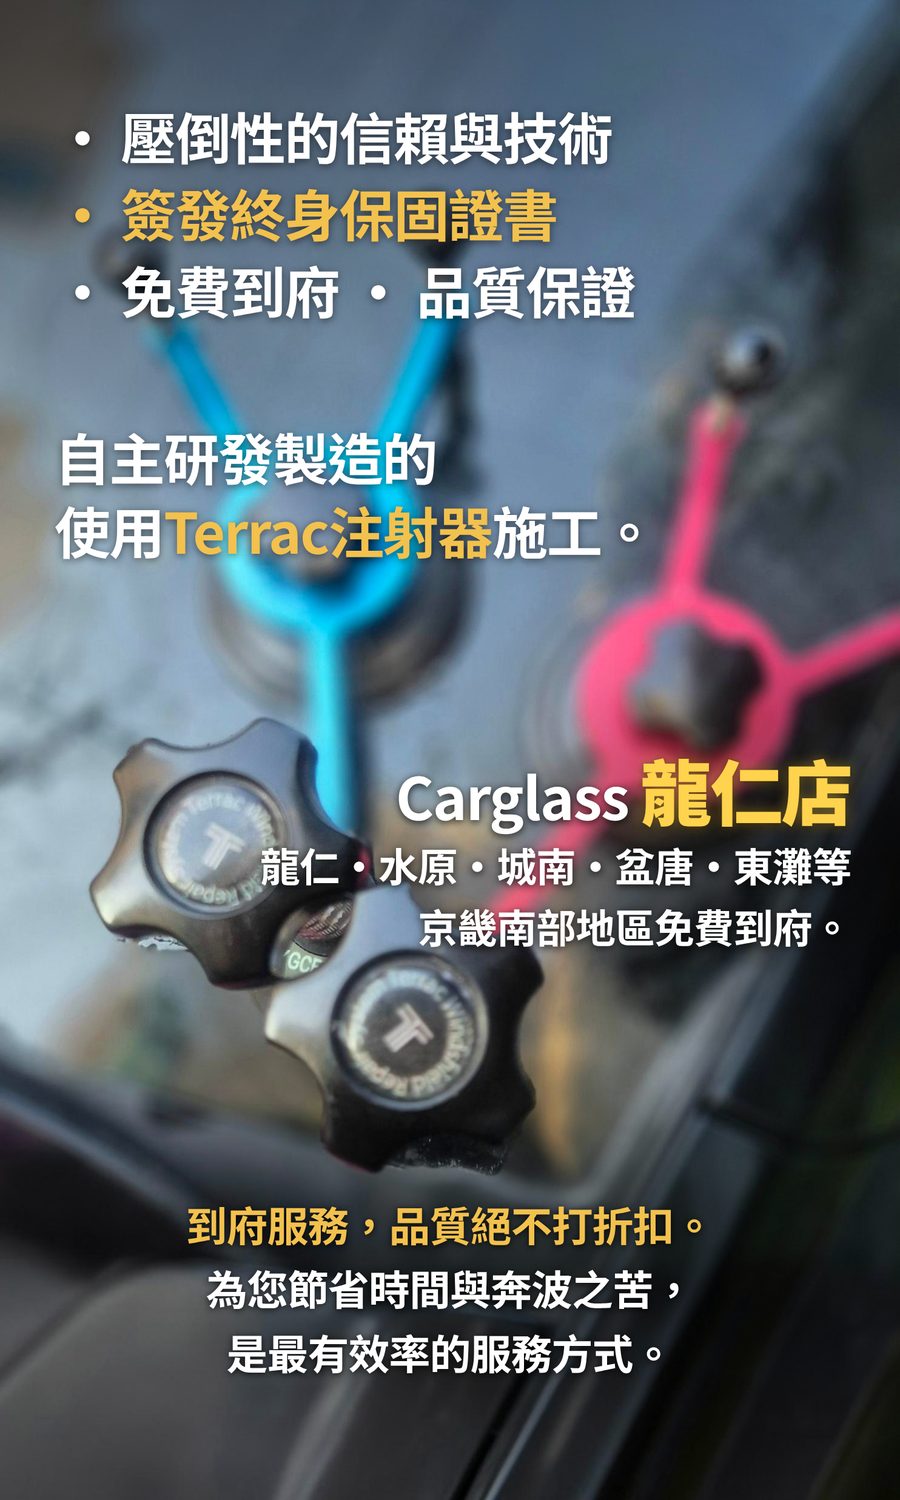 • 壓倒性的信賴與技術
• 簽發終身保固證書
• 免費到府 • 品質保證
自主研發製造的
使用Terrac注射器施工。
Carglass 龍仁店
龍仁・水原・城南・盆唐・東灘等
京畿南部地區免費到府。
T
T
到府服務，品質絕不打折扣。
為您節省時間與奔波之苦，
是最有效率的服務方式。